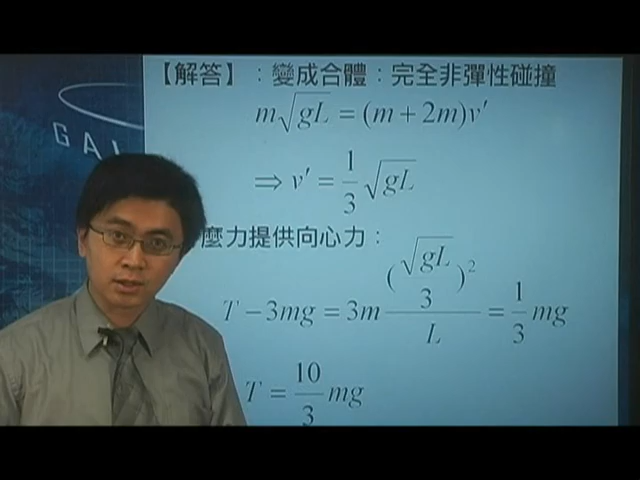 【解答】：變成合體：完全非彈性碰撞
m√gL = (m + 2m)v'
⇒ v' = 1/3 √gL
GAL
麼力提供向心力：
T − 3mg = 3m (√gL/3)²/L = 1/3 mg
T = 10/3 mg